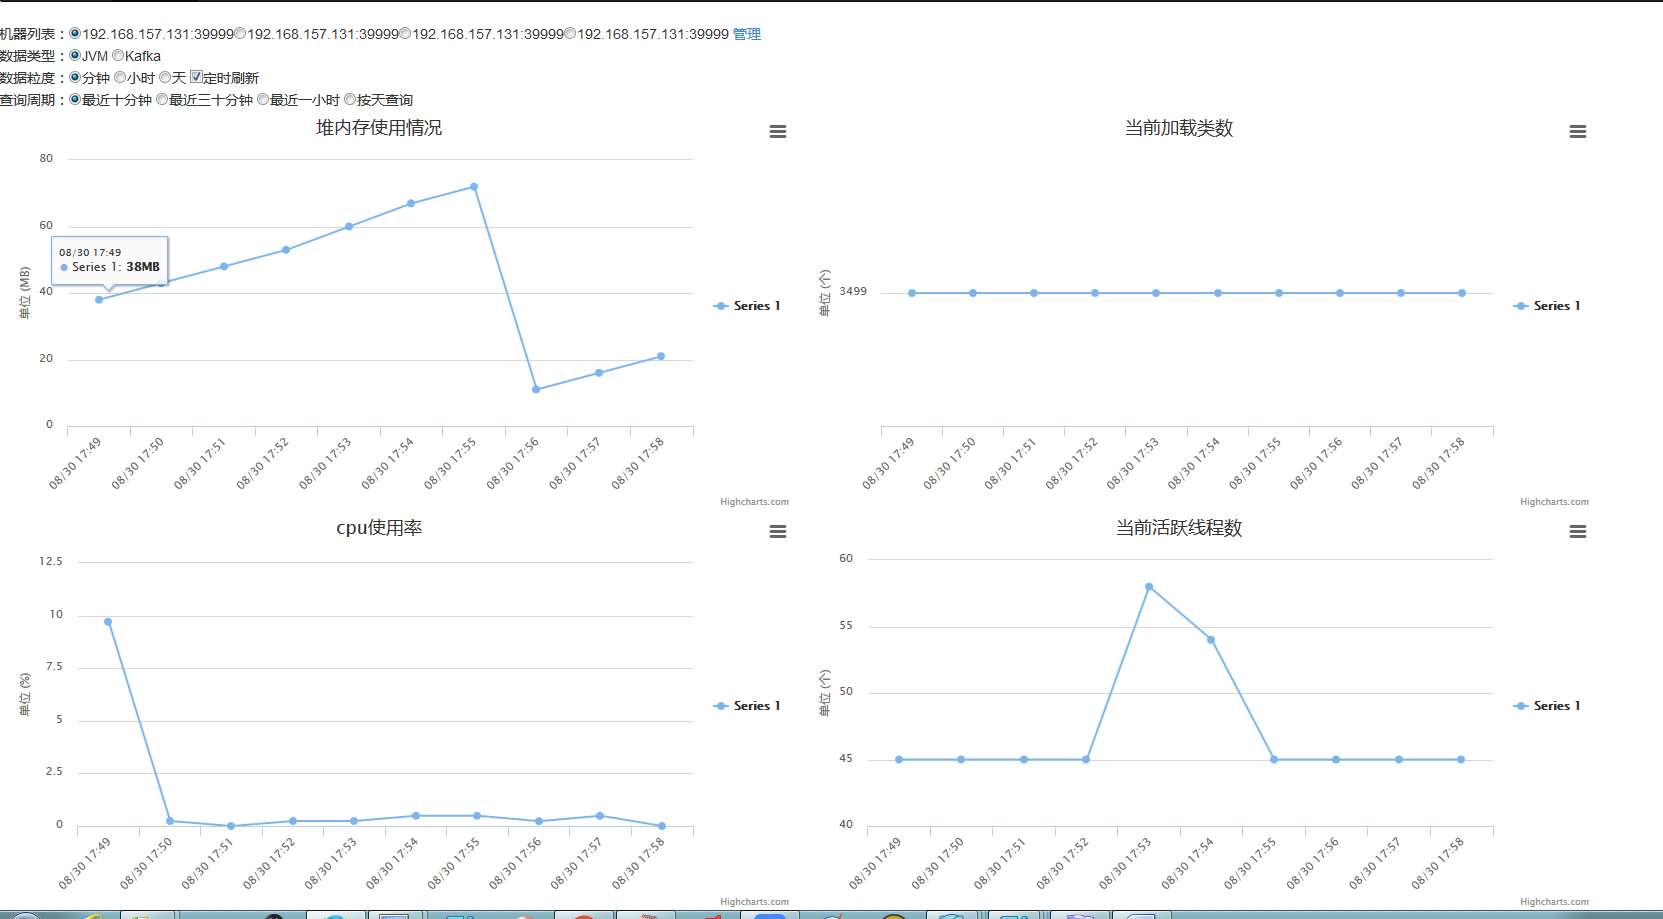 机器列表：192.168.157.131:39999 192.168.157.131:39999 192.168.157.131:39999 192.168.157.131:39999 管理
数据类型：JVM Kafka
数据粒度：分钟 小时 天 定时刷新
查询周期：最近十分钟 最近三十分钟 最近一小时 按天查询
堆内存使用情况
单位 (MB)
80
60
40
20
0
08/30 17:49
Series 1: 38MB
08/30 17:49 08/30 17:50 08/30 17:51 08/30 17:52 08/30 17:53 08/30 17:54 08/30 17:55 08/30 17:56 08/30 17:57 08/30 17:58
Series 1
Highcharts.com
当前加载类数
单位 (个)
3499
08/30 17:49 08/30 17:50 08/30 17:51 08/30 17:52 08/30 17:53 08/30 17:54 08/30 17:55 08/30 17:56 08/30 17:57 08/30 17:58
Series 1
Highcharts.com
cpu使用率
单位 (%)
12.5
10
7.5
5
2.5
0
08/30 17:49 08/30 17:50 08/30 17:51 08/30 17:52 08/30 17:53 08/30 17:54 08/30 17:55 08/30 17:56 08/30 17:57 08/30 17:58
Series 1
Highcharts.com
当前活跃线程数
单位 (个)
60
55
50
45
40
08/30 17:49 08/30 17:50 08/30 17:51 08/30 17:52 08/30 17:53 08/30 17:54 08/30 17:55 08/30 17:56 08/30 17:57 08/30 17:58
Series 1
Highcharts.com